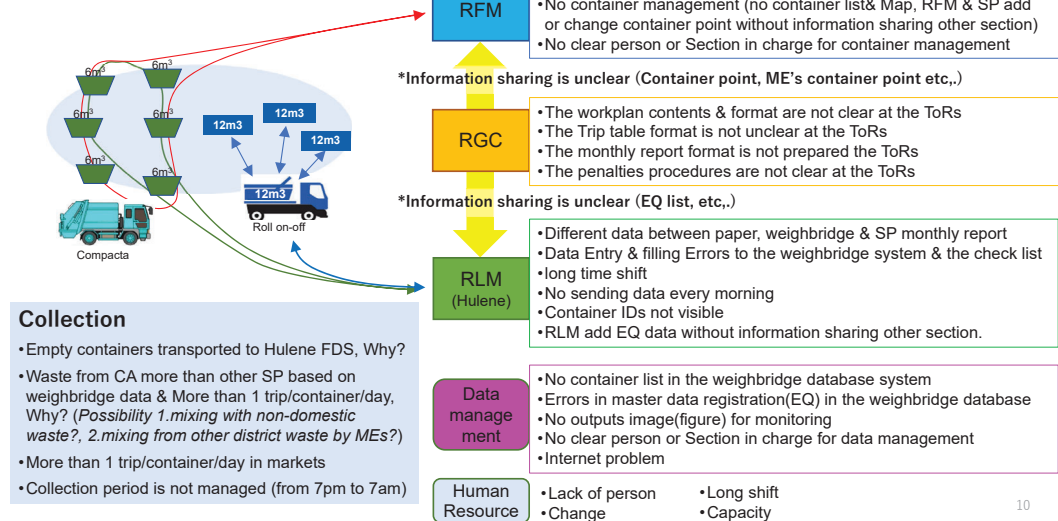 RFM
•No container management (no container list& Map, RFM & SP add
or change container point without information sharing other section)
•No clear person or Section in charge for container management
6m³
6m³
6m³
6m³
6m³
6m³
12m3
12m3
12m3
12m3
Roll on-off
Compacta
*Information sharing is unclear (Container point, ME's container point etc,.)
RGC
•The workplan contents & format are not clear at the ToRs
•The Trip table format is not unclear at the ToRs
•The monthly report format is not prepared the ToRs
•The penalties procedures are not clear at the ToRs
*Information sharing is unclear (EQ list, etc,.)
RLM
(Hulene)
•Different data between paper, weighbridge & SP monthly report
•Data Entry & filling Errors to the weighbridge system & the check list
•long time shift
•No sending data every morning
•Container IDs not visible
•RLM add EQ data without information sharing other section.
Collection
•Empty containers transported to Hulene FDS, Why?
•Waste from CA more than other SP based on
weighbridge data & More than 1 trip/container/day,
Why? (Possibility 1.mixing with non-domestic
waste?, 2.mixing from other district waste by MEs?)
•More than 1 trip/container/day in markets
•Collection period is not managed (from 7pm to 7am)
Data
manage
ment
•No container list in the weighbridge database system
•Errors in master data registration(EQ) in the weighbridge database
•No outputs image(figure) for monitoring
•No clear person or Section in charge for data management
•Internet problem
Human
Resource
•Lack of person
•Change
•Long shift
•Capacity
10